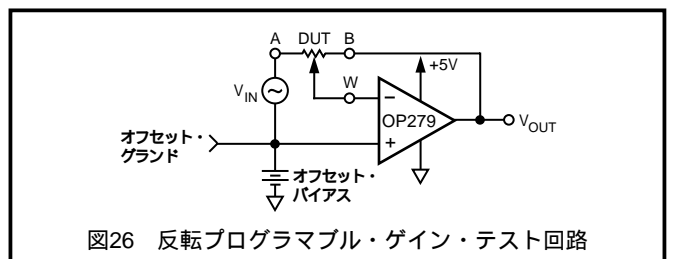 A DUT B
+5V
W
VIN
−
OP279
VOUT
+
オフセット・
グランド
オフセット・
バイアス
図26 反転プログラマブル・ゲイン・テスト回路